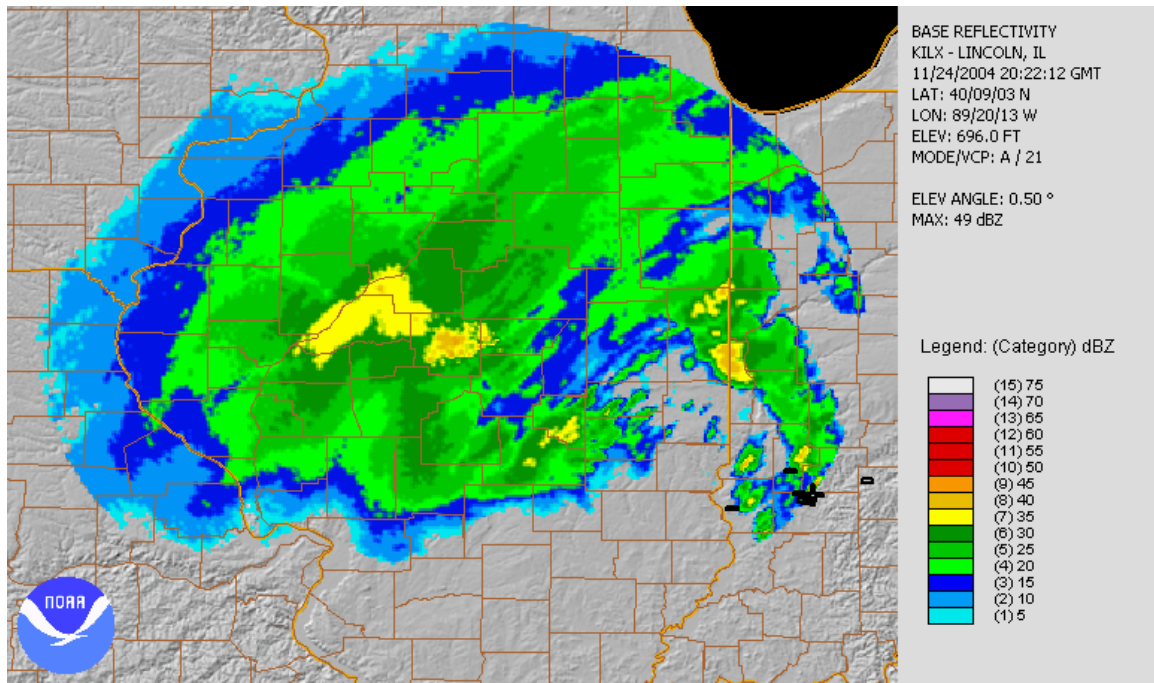 BASE REFLECTIVITY
KILX - LINCOLN, IL
11/24/2004 20:22:12 GMT
LAT: 40/09/03 N
LON: 89/20/13 W
ELEV: 696.0 FT
MODE/VCP: A / 21
ELEV ANGLE: 0.50 °
MAX: 49 dBZ
Legend: (Category) dBZ
(15) 75
(14) 70
(13) 65
(12) 60
(11) 55
(10) 50
(9) 45
(8) 40
(7) 35
(6) 30
(5) 25
(4) 20
(3) 15
(2) 10
(1) 5
NOAA